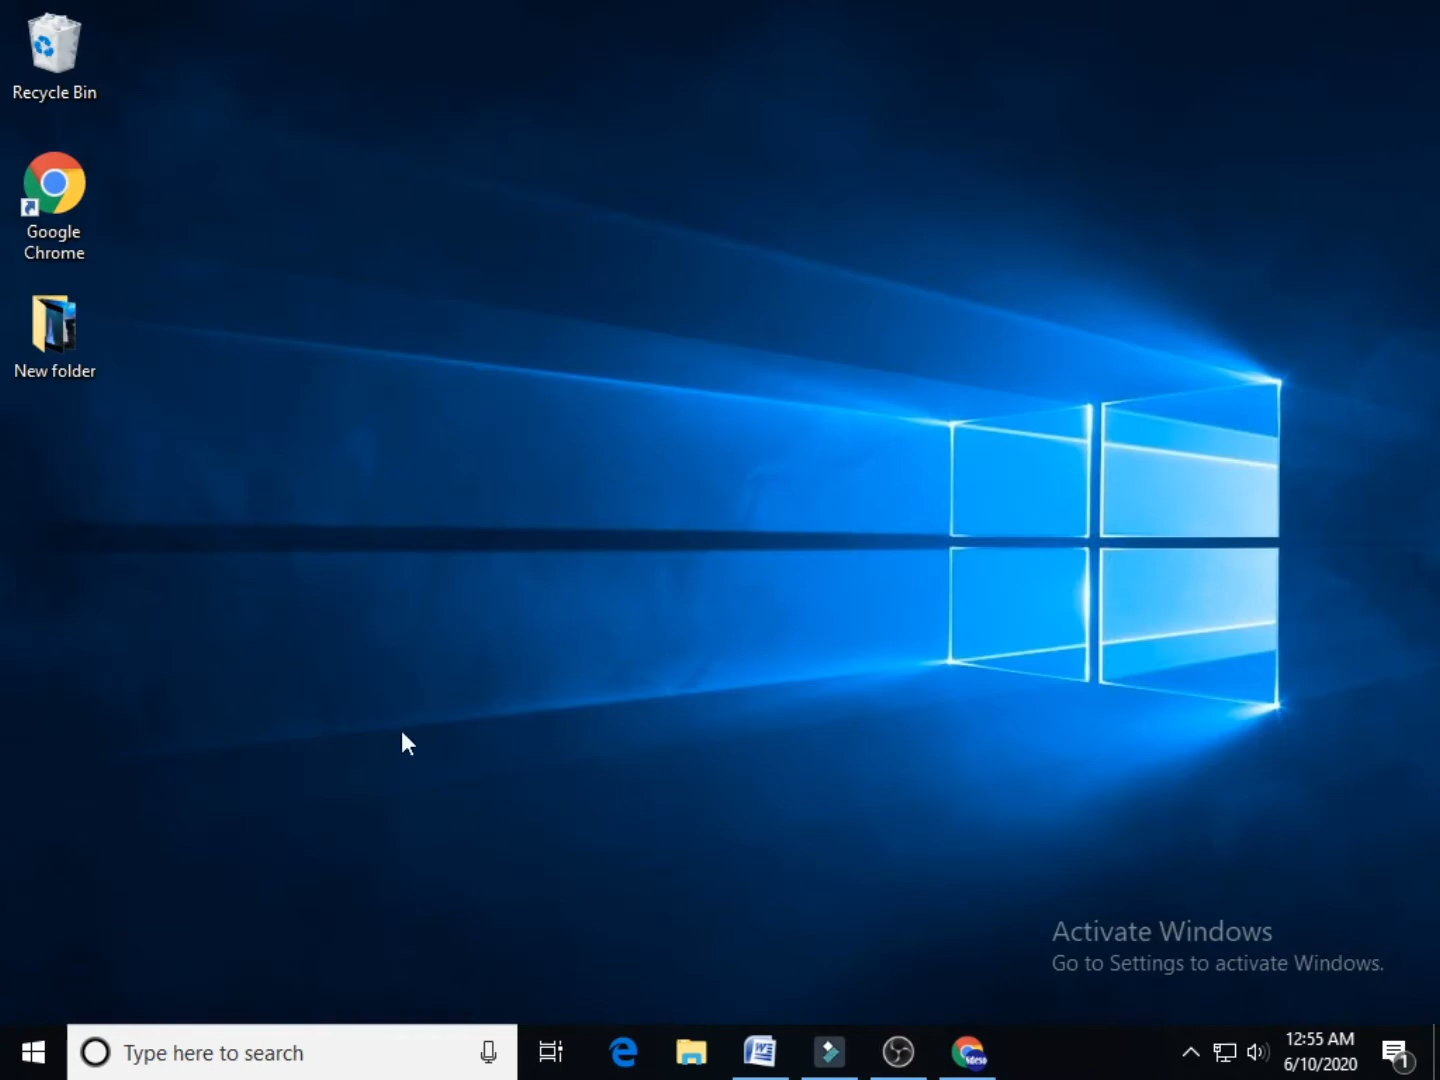 Recycle Bin
Google
Chrome
New folder
Activate Windows
Go to Settings to activate Windows.
Type here to search
12:55 AM
6/10/2020
1